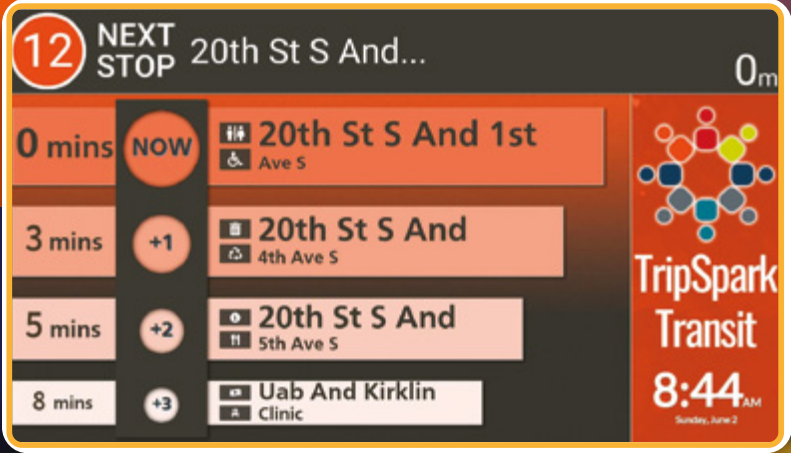 12
NEXT
STOP
20th St S And...
0m
0 mins
NOW
20th St S And 1st
Ave S
3 mins
+1
20th St S And
4th Ave S
5 mins
+2
20th St S And
5th Ave S
8 mins
+3
Uab And Kirklin
Clinic
TripSpark
Transit
8:44AM
Sunday, June 2